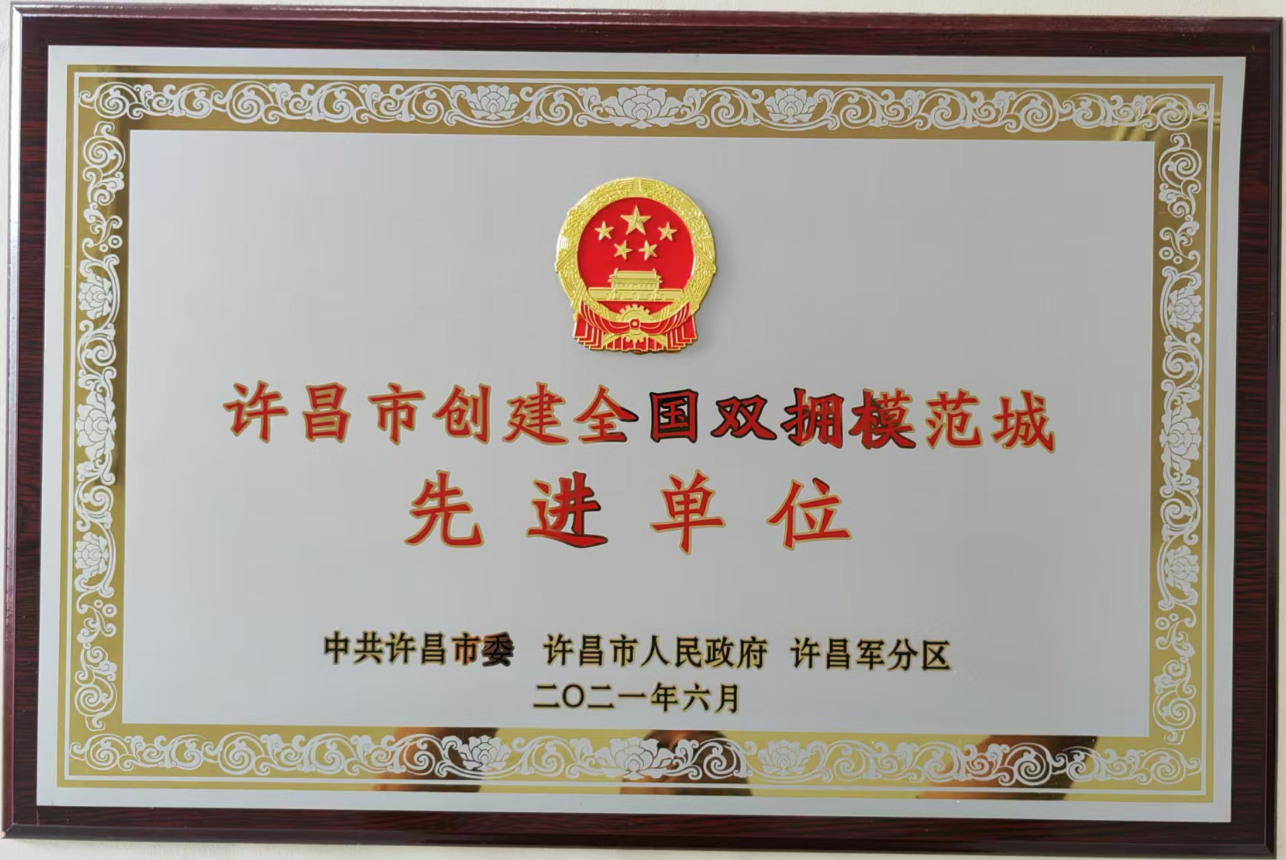 许昌市创建全国双拥模范城
先进单位
中共许昌市委 许昌市人民政府 许昌军分区
二〇二一年六月